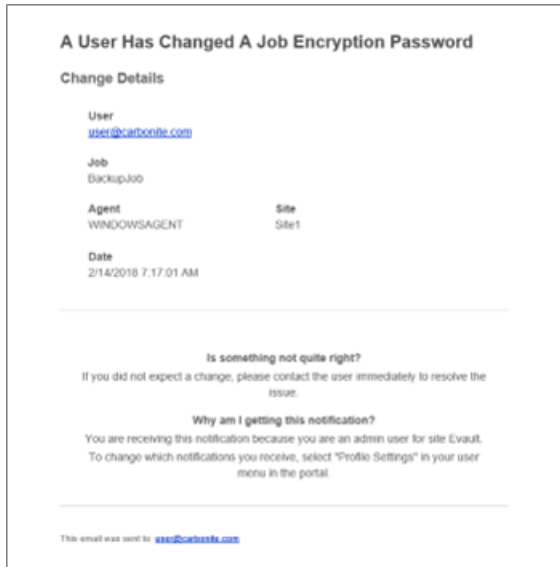 A User Has Changed A Job Encryption Password
Change Details
User
user@carbonite.com
Job
BackupJob
Agent Site
WINDOWSAGENT Site1
Date
2/14/2018 7:17:01 AM
Is something not quite right?
If you did not expect a change, please contact the user immediately to resolve the
issue.
Why am I getting this notification?
You are receiving this notification because you are an admin user for site Evault.
To change which notifications you receive, select "Profile Settings" in your user
menu in the portal.
This email was sent to: user@carbonite.com